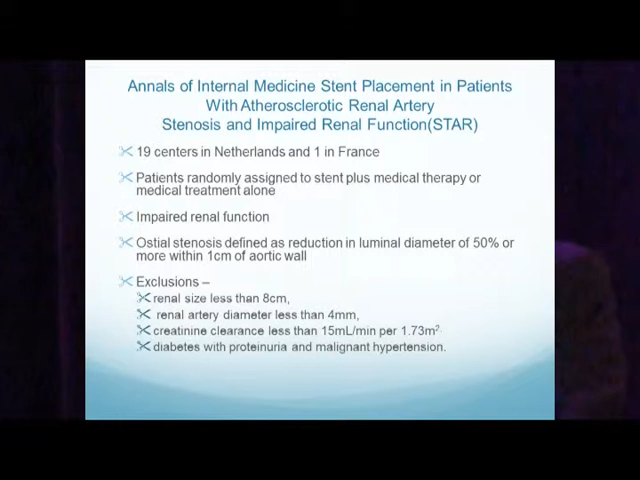 Annals of Internal Medicine Stent Placement in Patients
With Atherosclerotic Renal Artery
Stenosis and Impaired Renal Function(STAR)
19 centers in Netherlands and 1 in France
Patients randomly assigned to stent plus medical therapy or
medical treatment alone
Impaired renal function
Ostial stenosis defined as reduction in luminal diameter of 50% or
more within 1cm of aortic wall
Exclusions –
renal size less than 8cm,
renal artery diameter less than 4mm,
creatinine clearance less than 15mL/min per 1.73m²
diabetes with proteinuria and malignant hypertension.